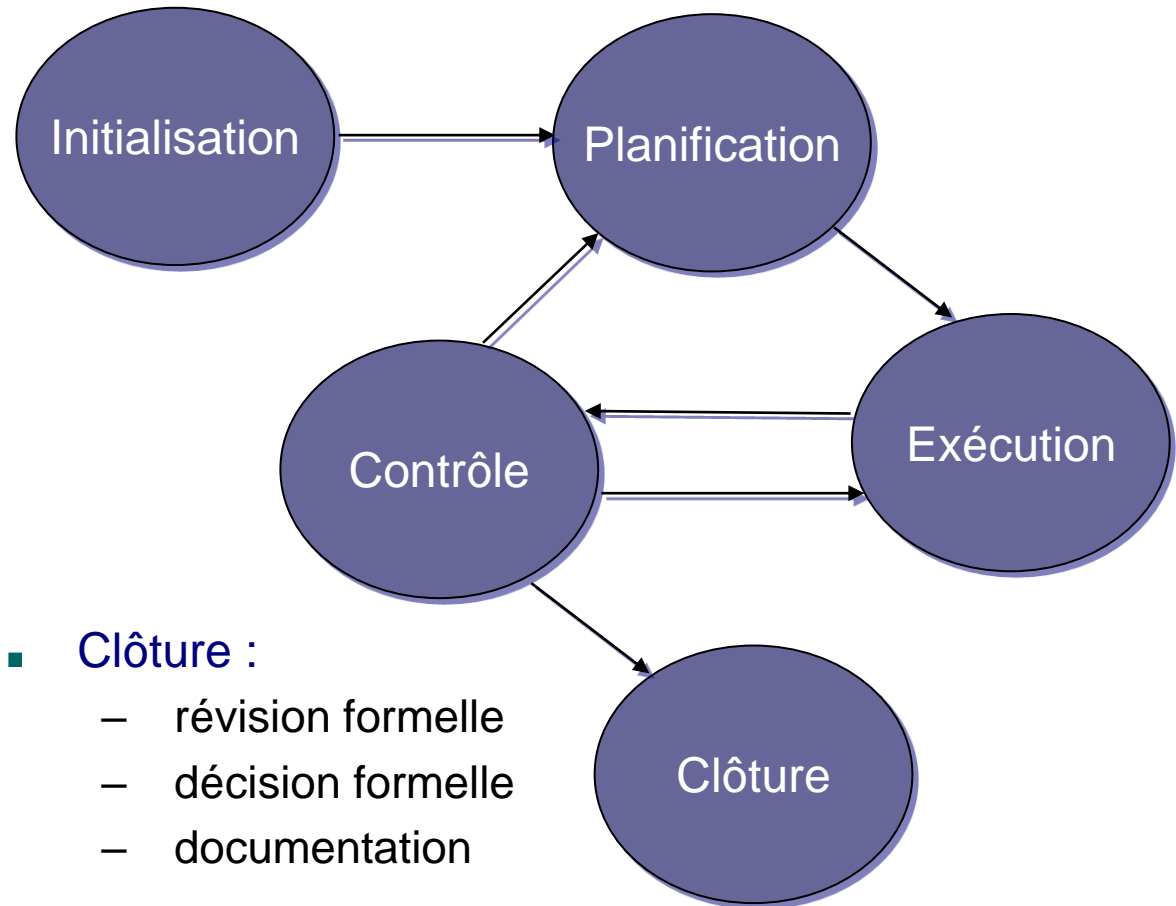 Initialisation
Planification
Contrôle
Exécution
Clôture :
– révision formelle
– décision formelle
– documentation
Clôture